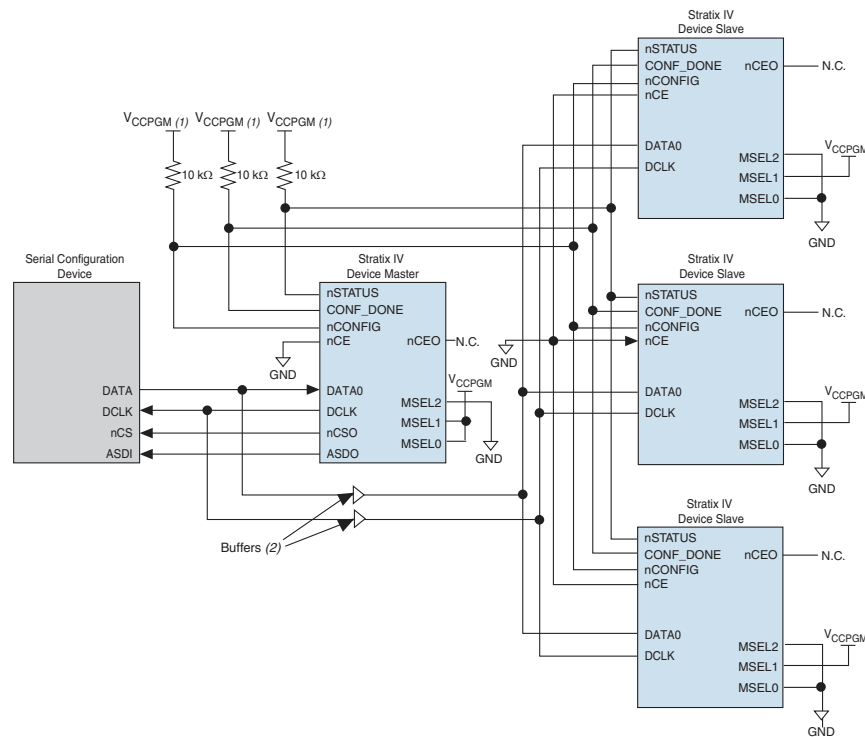 Stratix IV
Device Slave
nSTATUS
CONF_DONE
nCONFIG
nCE
nCEO
N.C.
DATA0
DCLK
MSEL2
MSEL1
MSEL0
VCCPGM
GND
VCCPGM (1)
VCCPGM (1)
VCCPGM (1)
10 kΩ
10 kΩ
10 kΩ
Serial Configuration
Device
DATA
DCLK
nCS
ASDI
Stratix IV
Device Master
nSTATUS
CONF_DONE
nCONFIG
nCE
GND
nCEO
N.C.
DATA0
DCLK
nCSO
ASDO
MSEL2
MSEL1
MSEL0
VCCPGM
GND
Buffers (2)
Stratix IV
Device Slave
nSTATUS
CONF_DONE
nCONFIG
nCE
GND
nCEO
N.C.
DATA0
DCLK
MSEL2
MSEL1
MSEL0
VCCPGM
GND
Stratix IV
Device Slave
nSTATUS
CONF_DONE
nCONFIG
nCE
nCEO
N.C.
DATA0
DCLK
MSEL2
MSEL1
MSEL0
VCCPGM
GND